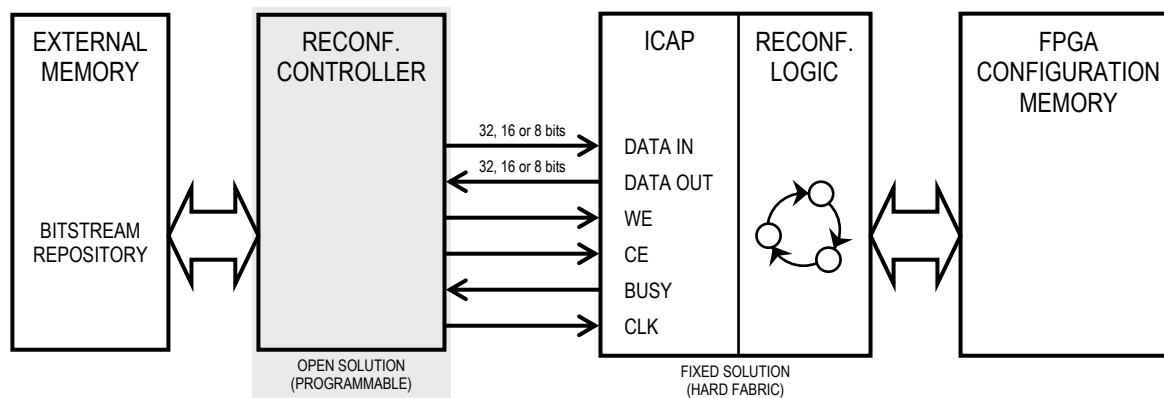 EXTERNAL
MEMORY
BITSTREAM
REPOSITORY
RECONF.
CONTROLLER
OPEN SOLUTION
(PROGRAMMABLE)
32, 16 or 8 bits
32, 16 or 8 bits
ICAP
DATA IN
DATA OUT
WE
CE
BUSY
CLK
RECONF.
LOGIC
FIXED SOLUTION
(HARD FABRIC)
FPGA
CONFIGURATION
MEMORY